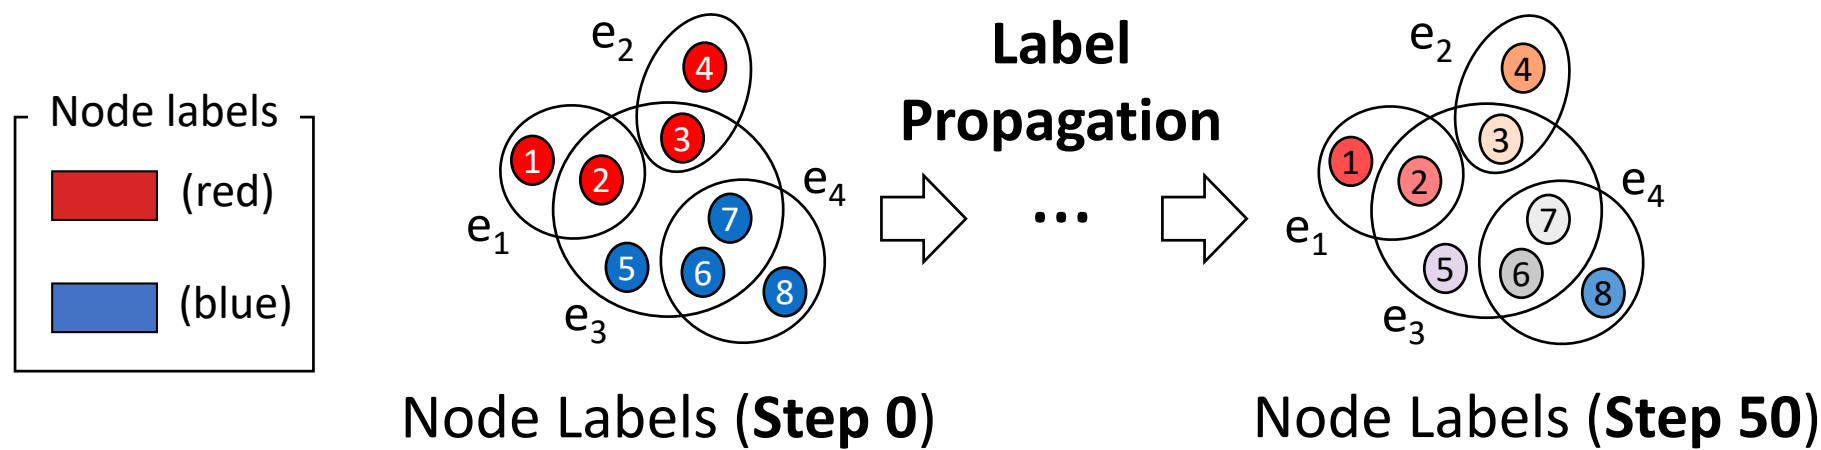 Node labels
(red)
(blue)
e2
4
3
1
2
e1
7
e4
5
6
8
e3
Node Labels (Step 0)
Label
Propagation
...
e2
4
3
1
2
e1
7
e4
5
6
8
e3
Node Labels (Step 50)